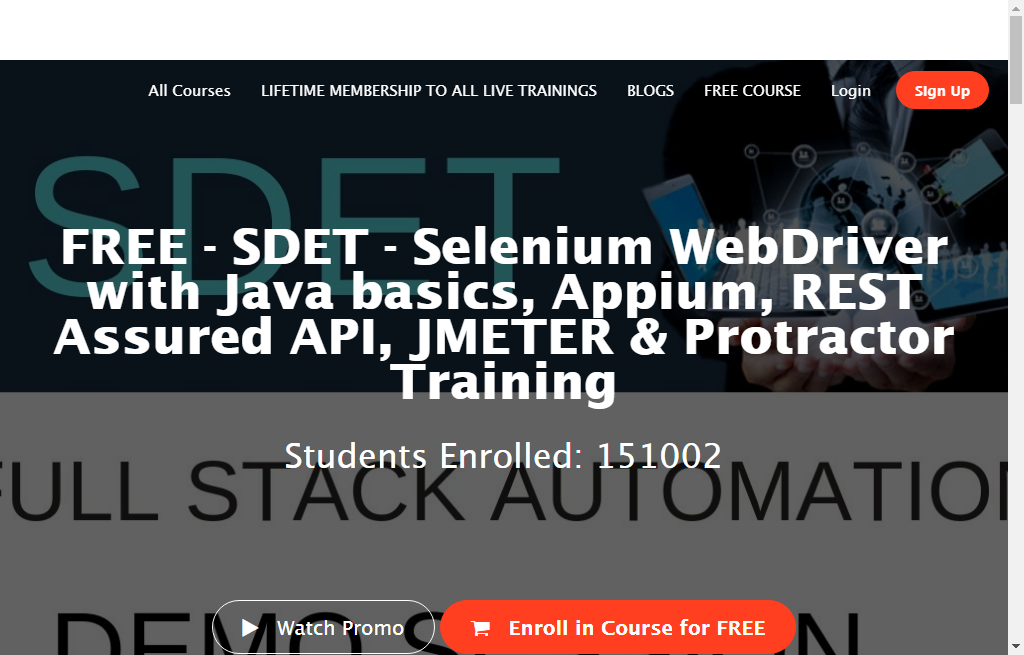 All Courses LIFETIME MEMBERSHIP TO ALL LIVE TRAININGS BLOGS FREE COURSE Login Sign Up
SDET
FREE - SDET - Selenium WebDriver
with Java basics, Appium, REST
Assured API, JMETER & Protractor
Training
Students Enrolled: 151002
FULL STACK AUTOMATION
Watch Promo Enroll in Course for FREE
DEMO SESSION